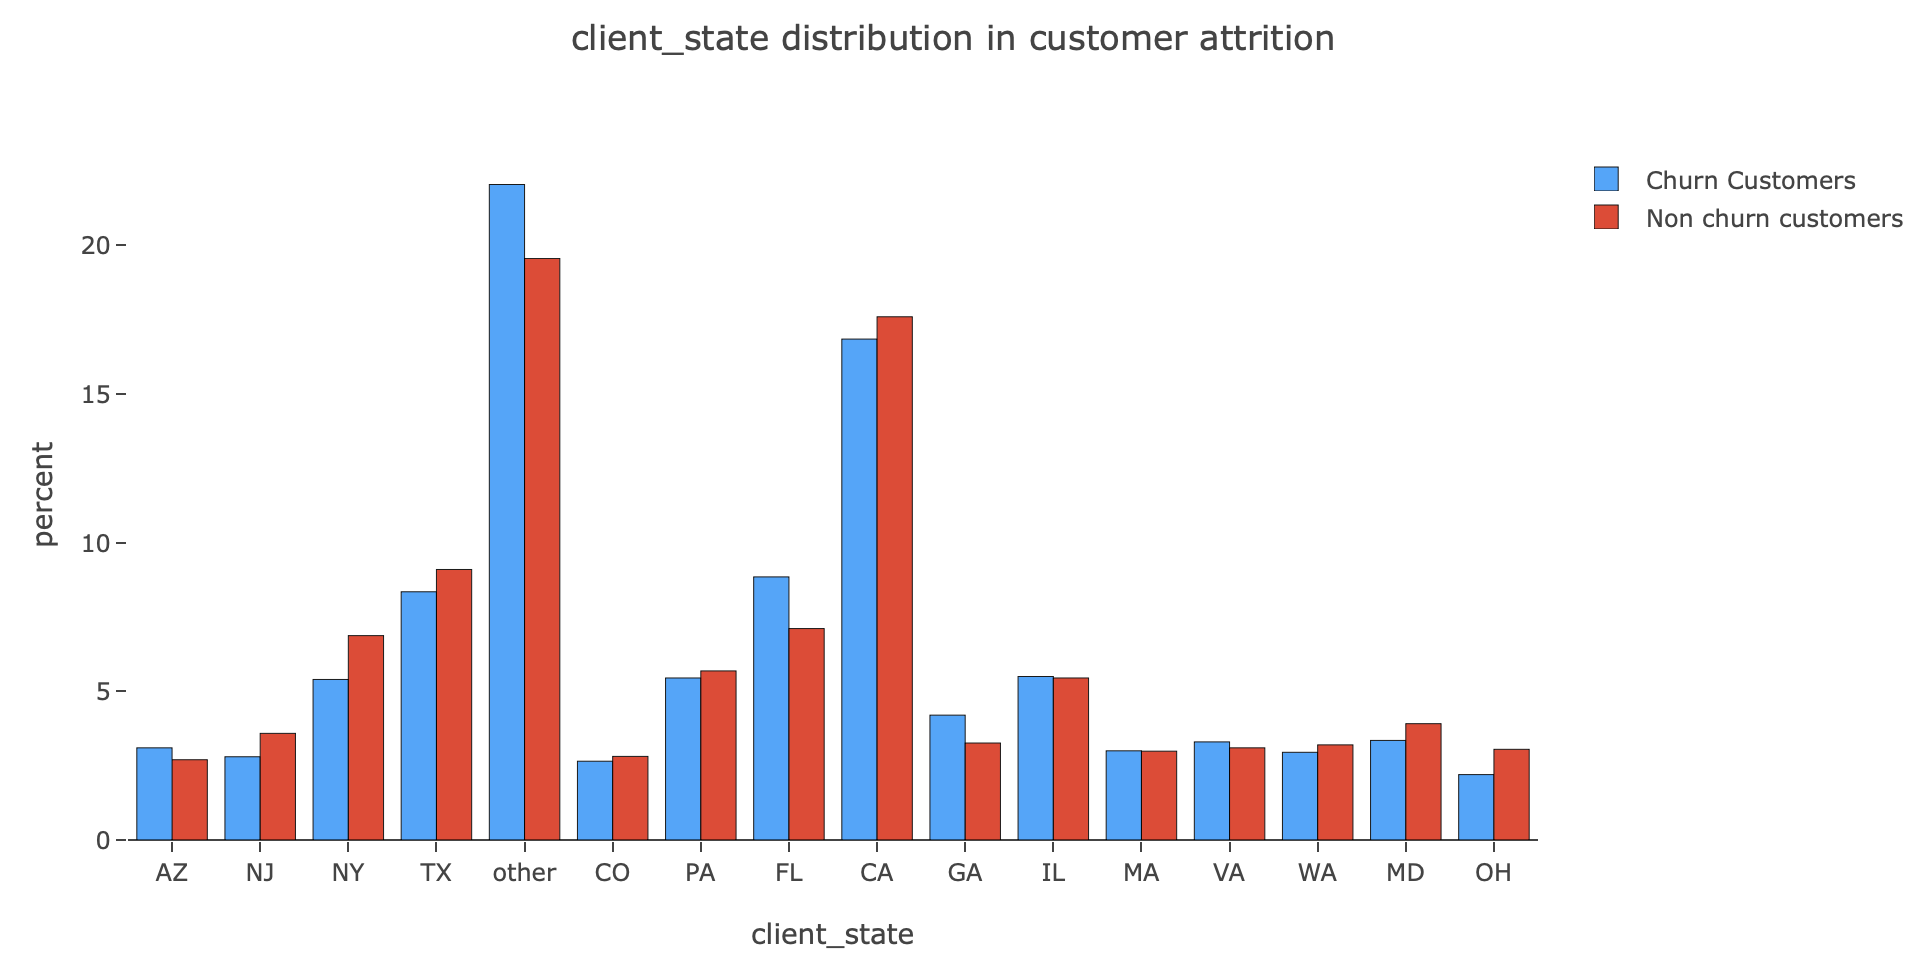 client_state distribution in customer attrition
Churn Customers
Non churn customers
percent
20
15
10
5
0
AZ NJ NY TX other CO PA FL CA GA IL MA VA WA MD OH
client_state